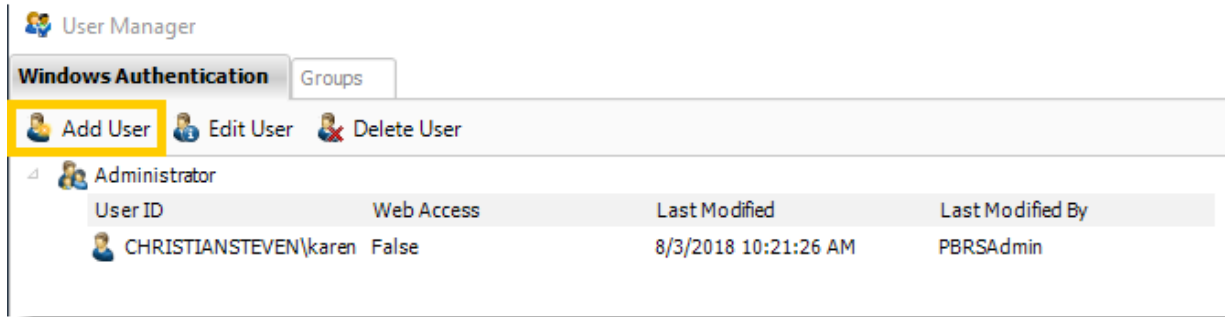 User Manager
Windows Authentication Groups
Add User Edit User Delete User
Administrator
User ID Web Access Last Modified Last Modified By
CHRISTIANSTEVEN\karen False 8/3/2018 10:21:26 AM PBRSAdmin